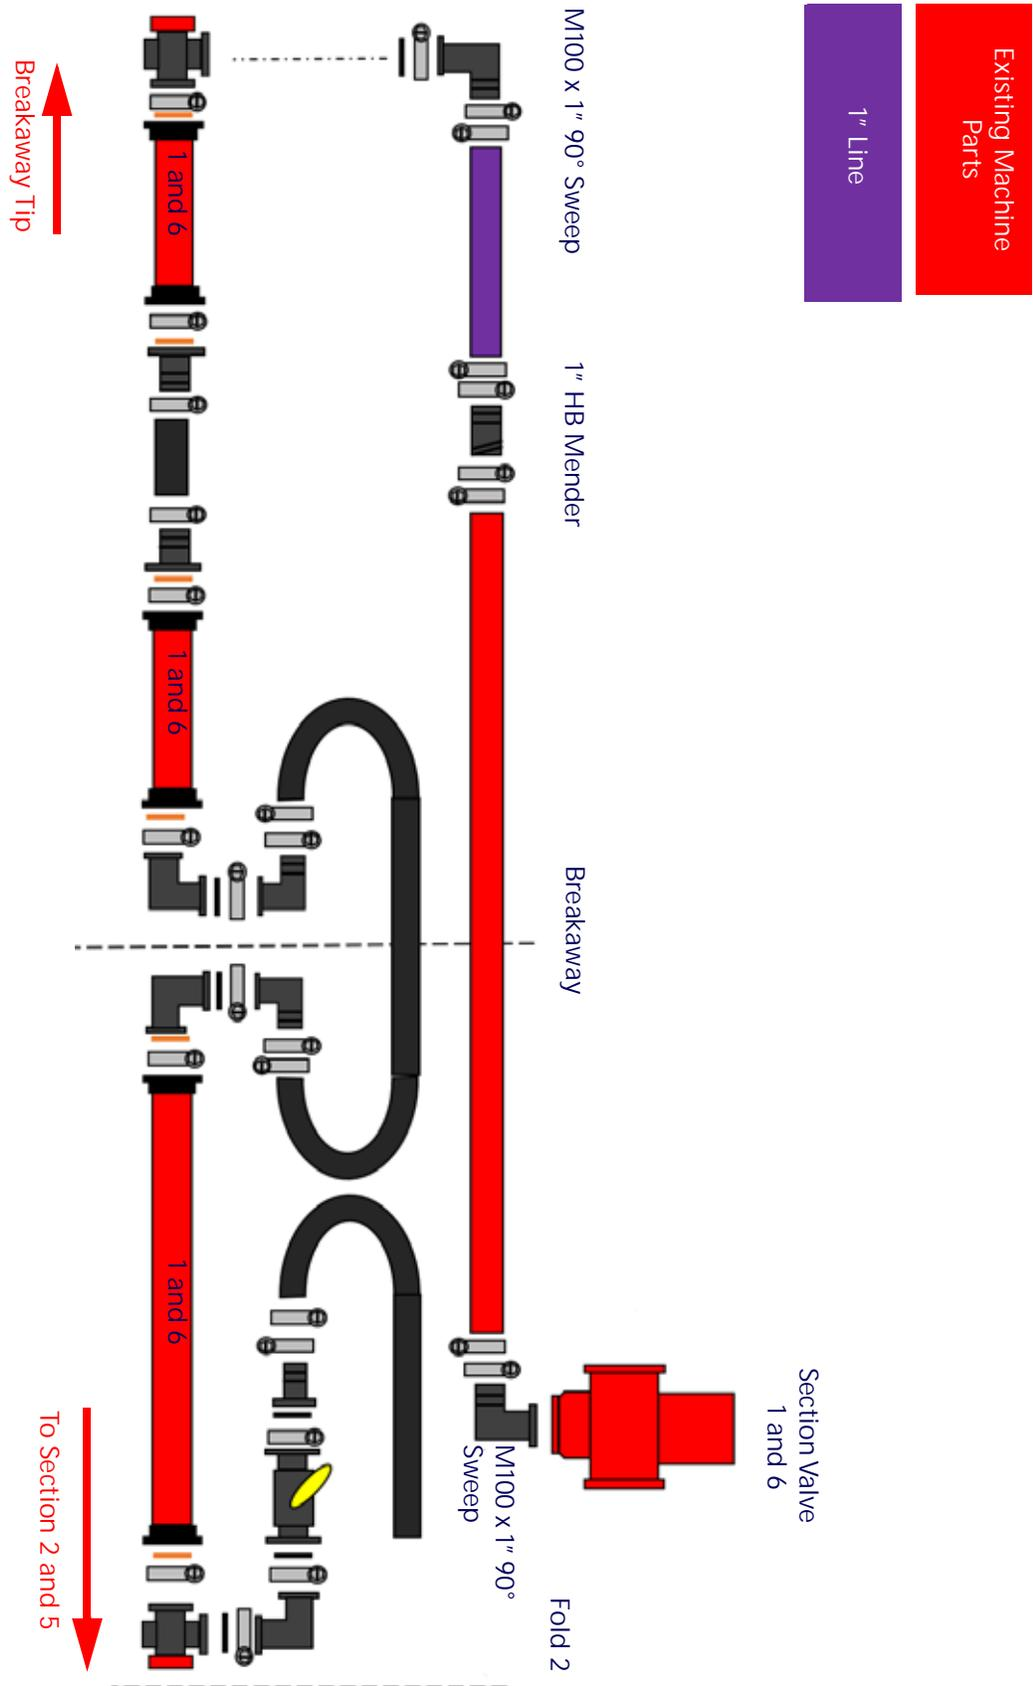 Existing Machine
Parts
1” Line
Section Valve
1 and 6
M100 x 1” 90° Sweep
1” HB Mender
Breakaway
Fold 2
M100 x 1” 90°
Sweep
1 and 6
1 and 6
1 and 6
Breakaway Tip
To Section 2 and 5